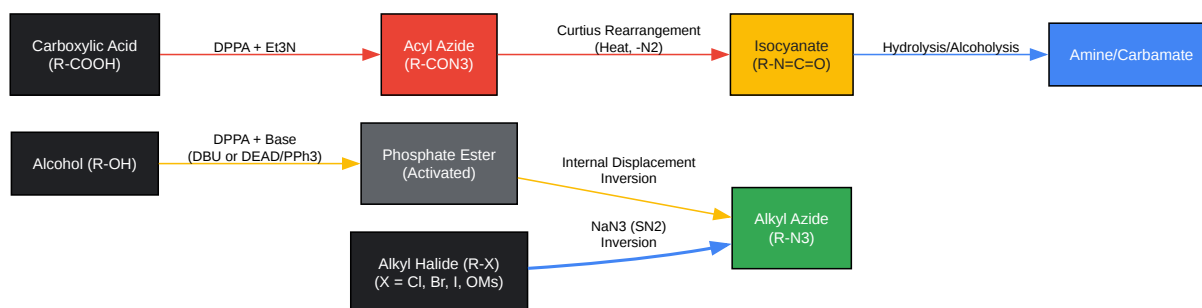 Carboxylic Acid
(R-COOH)
DPPA + Et3N
Acyl Azide
(R-CON3)
Curtius Rearrangement
(Heat, -N2)
Isocyanate
(R-N=C=O)
Hydrolysis/Alcoholysis
Amine/Carbamate
Alcohol (R-OH)
DPPA + Base
(DBU or DEAD/PPh3)
Phosphate Ester
(Activated)
Internal Displacement
Inversion
Alkyl Azide
(R-N3)
NaN3 (SN2)
Inversion
Alkyl Halide (R-X)
(X = Cl, Br, I, OMs)